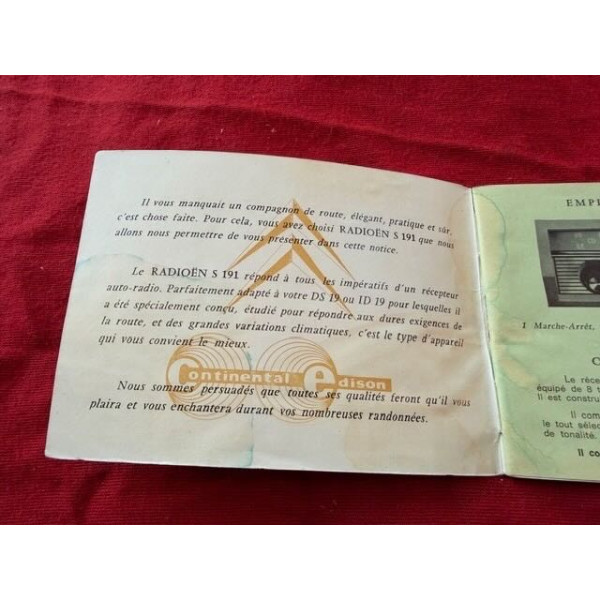 Il vous manquait un compagnon de route, élégant, pratique et sûr,
c'est chose faite. Pour cela, vous avez choisi RADIOËN S 191 que nous
allons nous permettre de vous présenter dans cette notice.
Le RADIOËN S 191 répond à tous les impératifs d'un récepteur
auto-radio. Parfaitement adapté à votre DS 19 ou ID 19 pour lesquelles il
a été spécialement conçu, étudié pour répondre aux dures exigences de
la route, et des grandes variations climatiques, c'est le type d'appareil
qui vous convient le mieux.
Continental Edison
Nous sommes persuadés que toutes ses qualités feront qu'il vous
plaira et vous enchantera durant vos nombreuses randonnées.
EMPL
1 Marche-Arrêt,
C
Le réce
équipé de 8 t
Il est constru
Il com
le tout sélec
de tonalité.
Il co